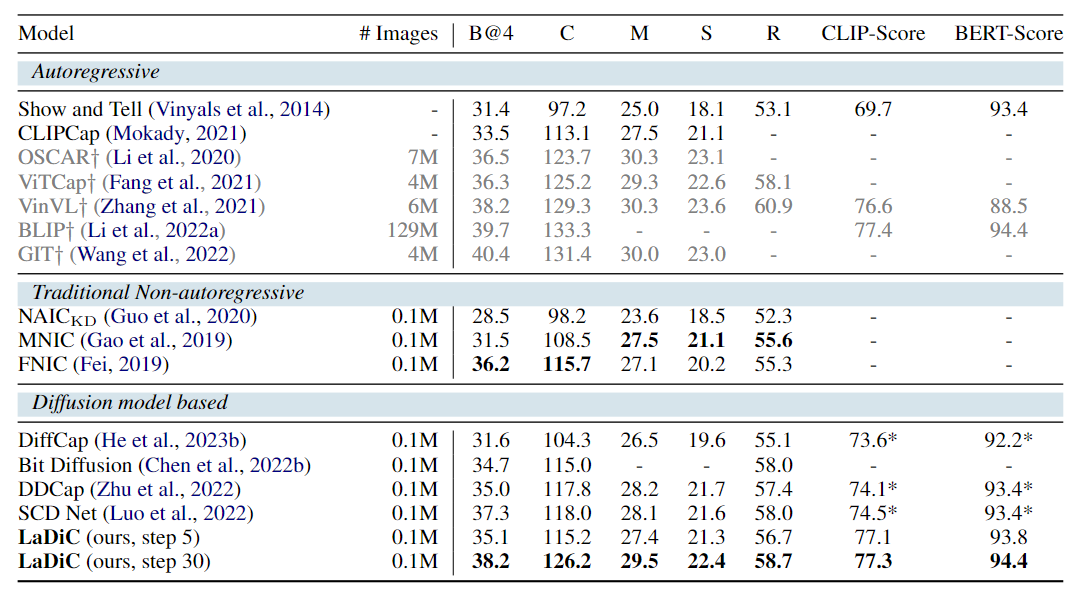 Model # Images B@4 C M S R CLIP-Score BERT-Score
Autoregressive
Show and Tell (Vinyals et al., 2014) - 31.4 97.2 25.0 18.1 53.1 69.7 93.4
CLIPCap (Mokady, 2021) - 33.5 113.1 27.5 21.1 - - -
OSCAR† (Li et al., 2020) 7M 36.5 123.7 30.3 23.1 - - -
ViTCap† (Fang et al., 2021) 4M 36.3 125.2 29.3 22.6 58.1 - -
VinVL† (Zhang et al., 2021) 6M 38.2 129.3 30.3 23.6 60.9 76.6 88.5
BLIP† (Li et al., 2022a) 129M 39.7 133.3 - - - 77.4 94.4
GIT† (Wang et al., 2022) 4M 40.4 131.4 30.0 23.0 - - -
Traditional Non-autoregressive
NAICKD (Guo et al., 2020) 0.1M 28.5 98.2 23.6 18.5 52.3 - -
MNIC (Gao et al., 2019) 0.1M 31.5 108.5 27.5 21.1 55.6 - -
FNIC (Fei, 2019) 0.1M 36.2 115.7 27.1 20.2 55.3 - -
Diffusion model based
DiffCap (He et al., 2023b) 0.1M 31.6 104.3 26.5 19.6 55.1 73.6* 92.2*
Bit Diffusion (Chen et al., 2022b) 0.1M 34.7 115.0 - - 58.0 - -
DDCap (Zhu et al., 2022) 0.1M 35.0 117.8 28.2 21.7 57.4 74.1* 93.4*
SCD Net (Luo et al., 2022) 0.1M 37.3 118.0 28.1 21.6 58.0 74.5* 93.4*
LaDiC (ours, step 5) 0.1M 35.1 115.2 27.4 21.3 56.7 77.1 93.8
LaDiC (ours, step 30) 0.1M 38.2 126.2 29.5 22.4 58.7 77.3 94.4